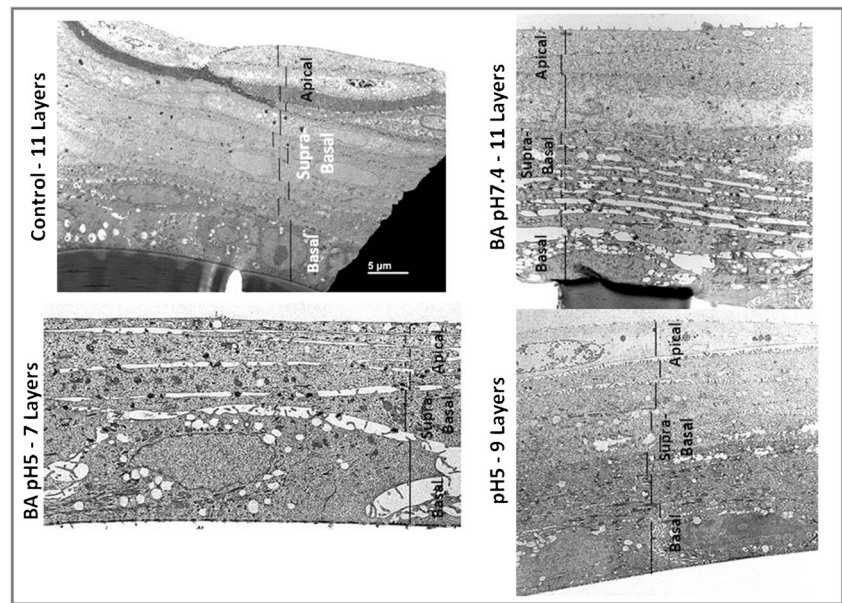 Control - 11 Layers
Apical
Supra-
Basal
Basal
5 µm
BA pH7.4 - 11 Layers
Apical
Supra-
Basal
Basal
BA pH5 - 7 Layers
Apical
Supra-
Basal
Basal
pH5 - 9 Layers
Apical
Supra-
Basal
Basal